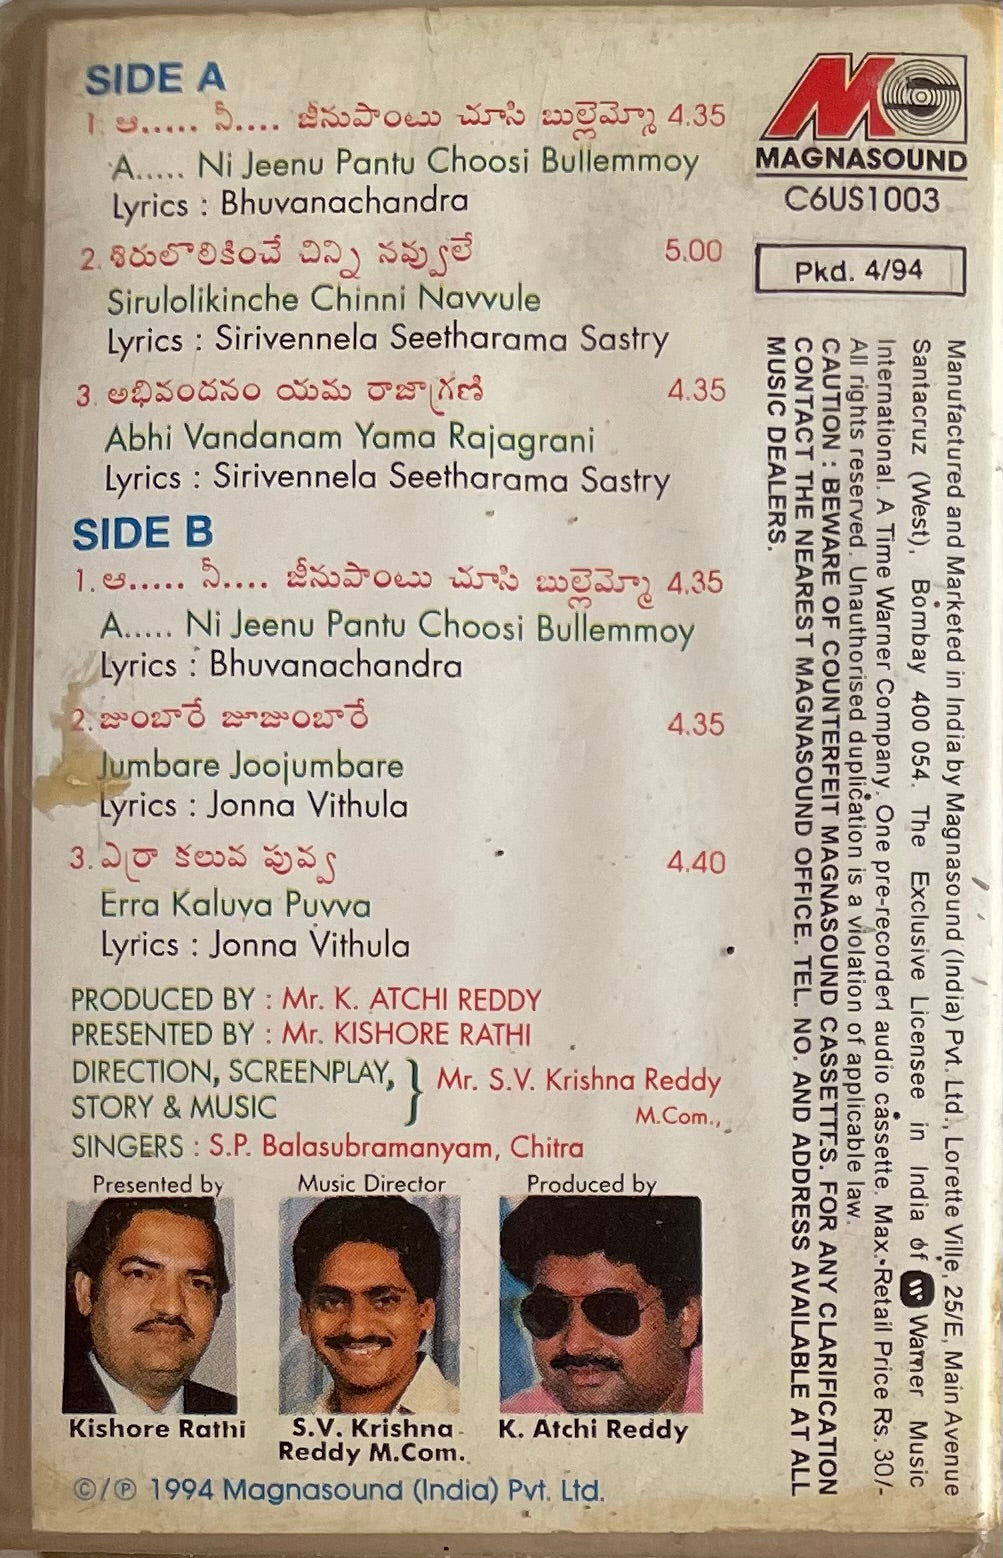 SIDE A
1. ఆ..... నీ.... జీనుపాంటు చూసి బుల్లెమ్మో 4.35
A..... Ni Jeenu Pantu Choosi Bullemmoy
Lyrics : Bhuvanachandra
2. శిరులొలికించే చిన్ని నవ్వులే 5.00
Sirulolikinche Chinni Navvule
Lyrics : Sirivennela Seetharama Sastry
3. అభివందనం యమ రాజాగ్రణి 4.35
Abhi Vandanam Yama Rajagrani
Lyrics : Sirivennela Seetharama Sastry
SIDE B
1. ఆ..... నీ.... జీనుపాంటు చూసి బుల్లెమ్మో 4.35
A..... Ni Jeenu Pantu Choosi Bullemmoy
Lyrics : Bhuvanachandra
2. జుంబారే జూజుంబారే 4.35
Jumbare Joojumbare
Lyrics : Jonna Vithula
3. ఎర్రా కలువ పువ్వ 4.40
Erra Kaluva Puvva
Lyrics : Jonna Vithula
PRODUCED BY : Mr. K. ATCHI REDDY
PRESENTED BY : Mr. KISHORE RATHI
DIRECTION, SCREENPLAY,
STORY & MUSIC } Mr. S.V. Krishna Reddy
M.Com.,
SINGERS : S.P. Balasubramanyam, Chitra
Presented by
Music Director
Produced by
Kishore Rathi
S.V. Krishna
Reddy M.Com.
K. Atchi Reddy
©/℗ 1994 Magnasound (India) Pvt. Ltd.
MAGNASOUND
C6US1003
Pkd. 4/94
Manufactured and Marketed in India by Magnasound (India) Pvt. Ltd., Lorette Ville, 25/E, Main Avenue
Santacruz (West), Bombay 400 054. The Exclusive Licensee in India of Warner Music
International. A Time Warner Company. One pre-recorded audio cassette. Max. Retail Price Rs. 30/-
All rights reserved. Unauthorised duplication is a violation of applicable law.
CAUTION : BEWARE OF COUNTERFEIT MAGNASOUND CASSETTES. FOR ANY CLARIFICATION
CONTACT THE NEAREST MAGNASOUND OFFICE. TEL. NO. AND ADDRESS AVAILABLE AT ALL
MUSIC DEALERS.